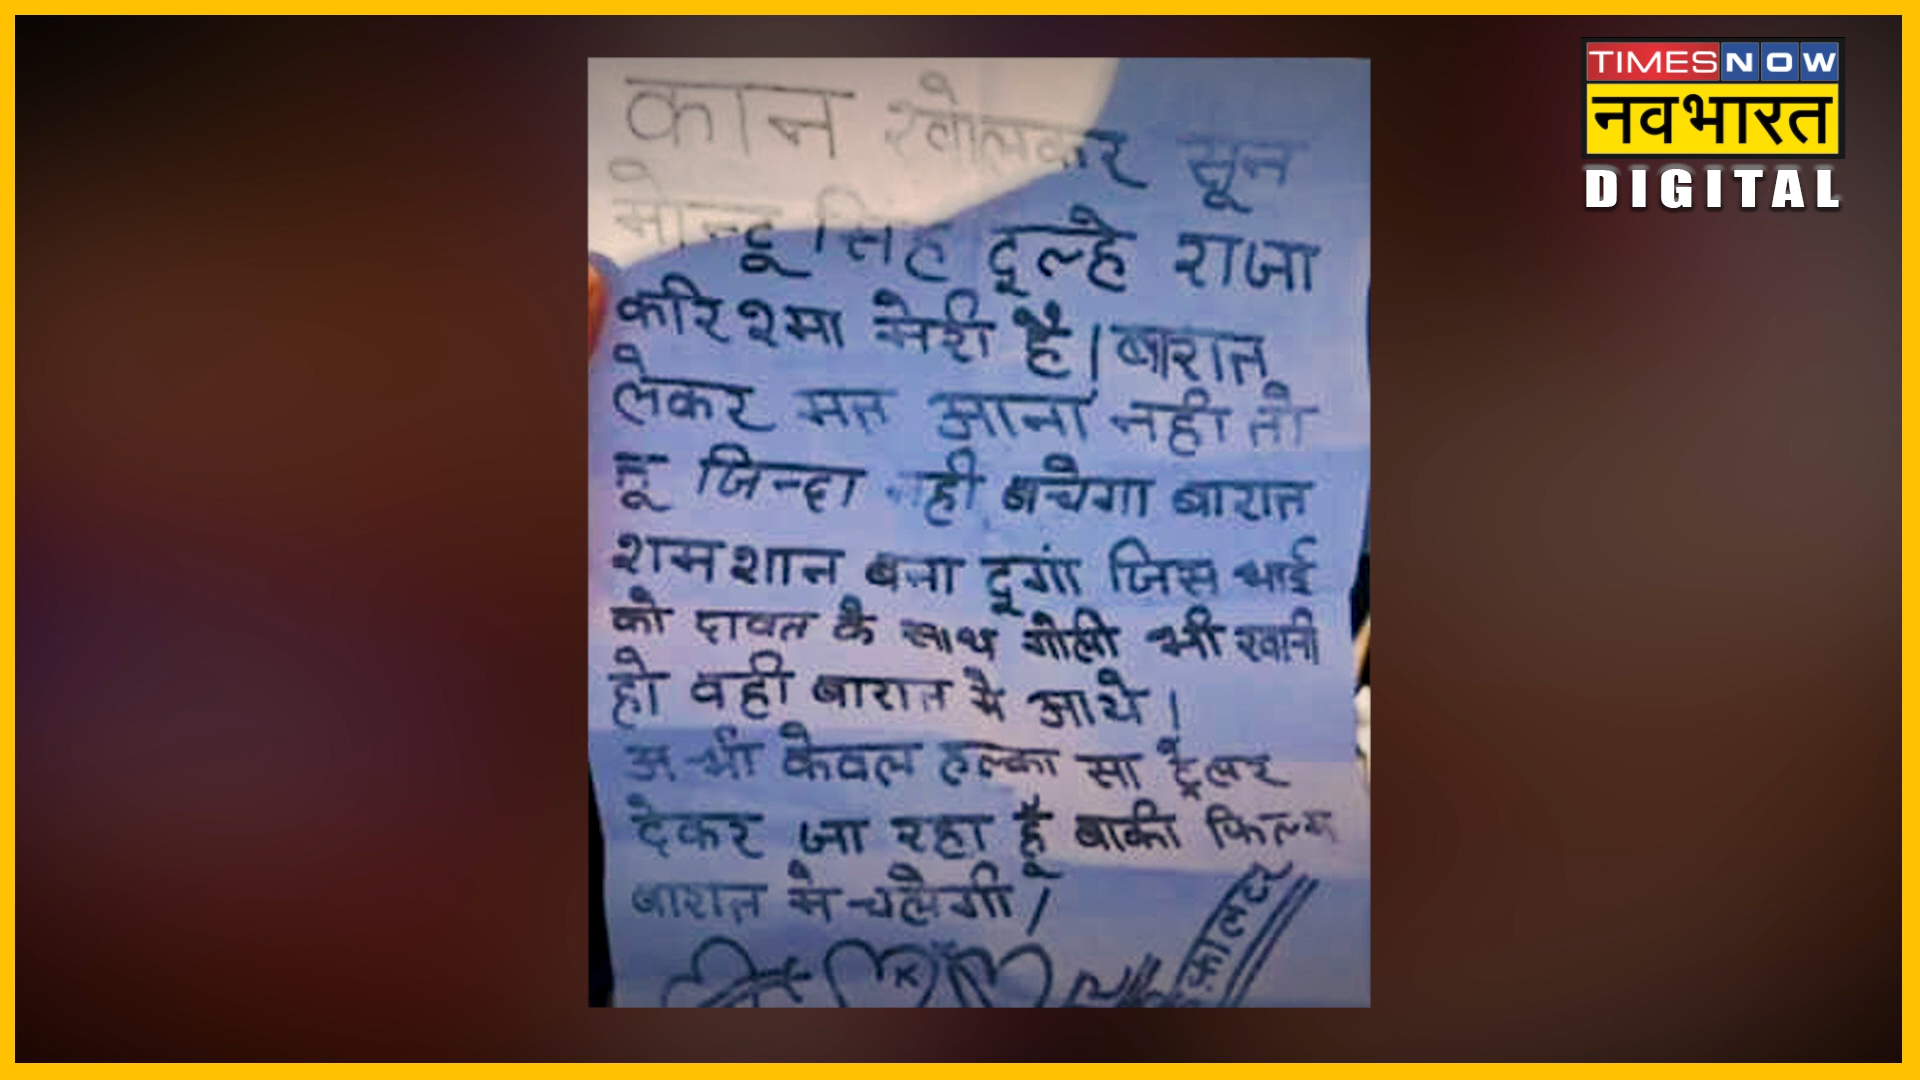 TIMES NOW
नवभारत
DIGITAL
कान खोलकर सून
मोन्टू सिंह दूल्हे राजा
करिश्मा मेरी है। बारात
लेकर मत आना नही तो
तू जिन्दा नही बचेगा बारात
शमशान बना दूगां जिस भाई
को दावत के साथ गोली भी खानी
हो वही बारात मे आये।
अभी केवल हल्का सा ट्रेलर
देकर जा रहा हूँ बाकी फिल्म
बारात मे चलेगी।
K